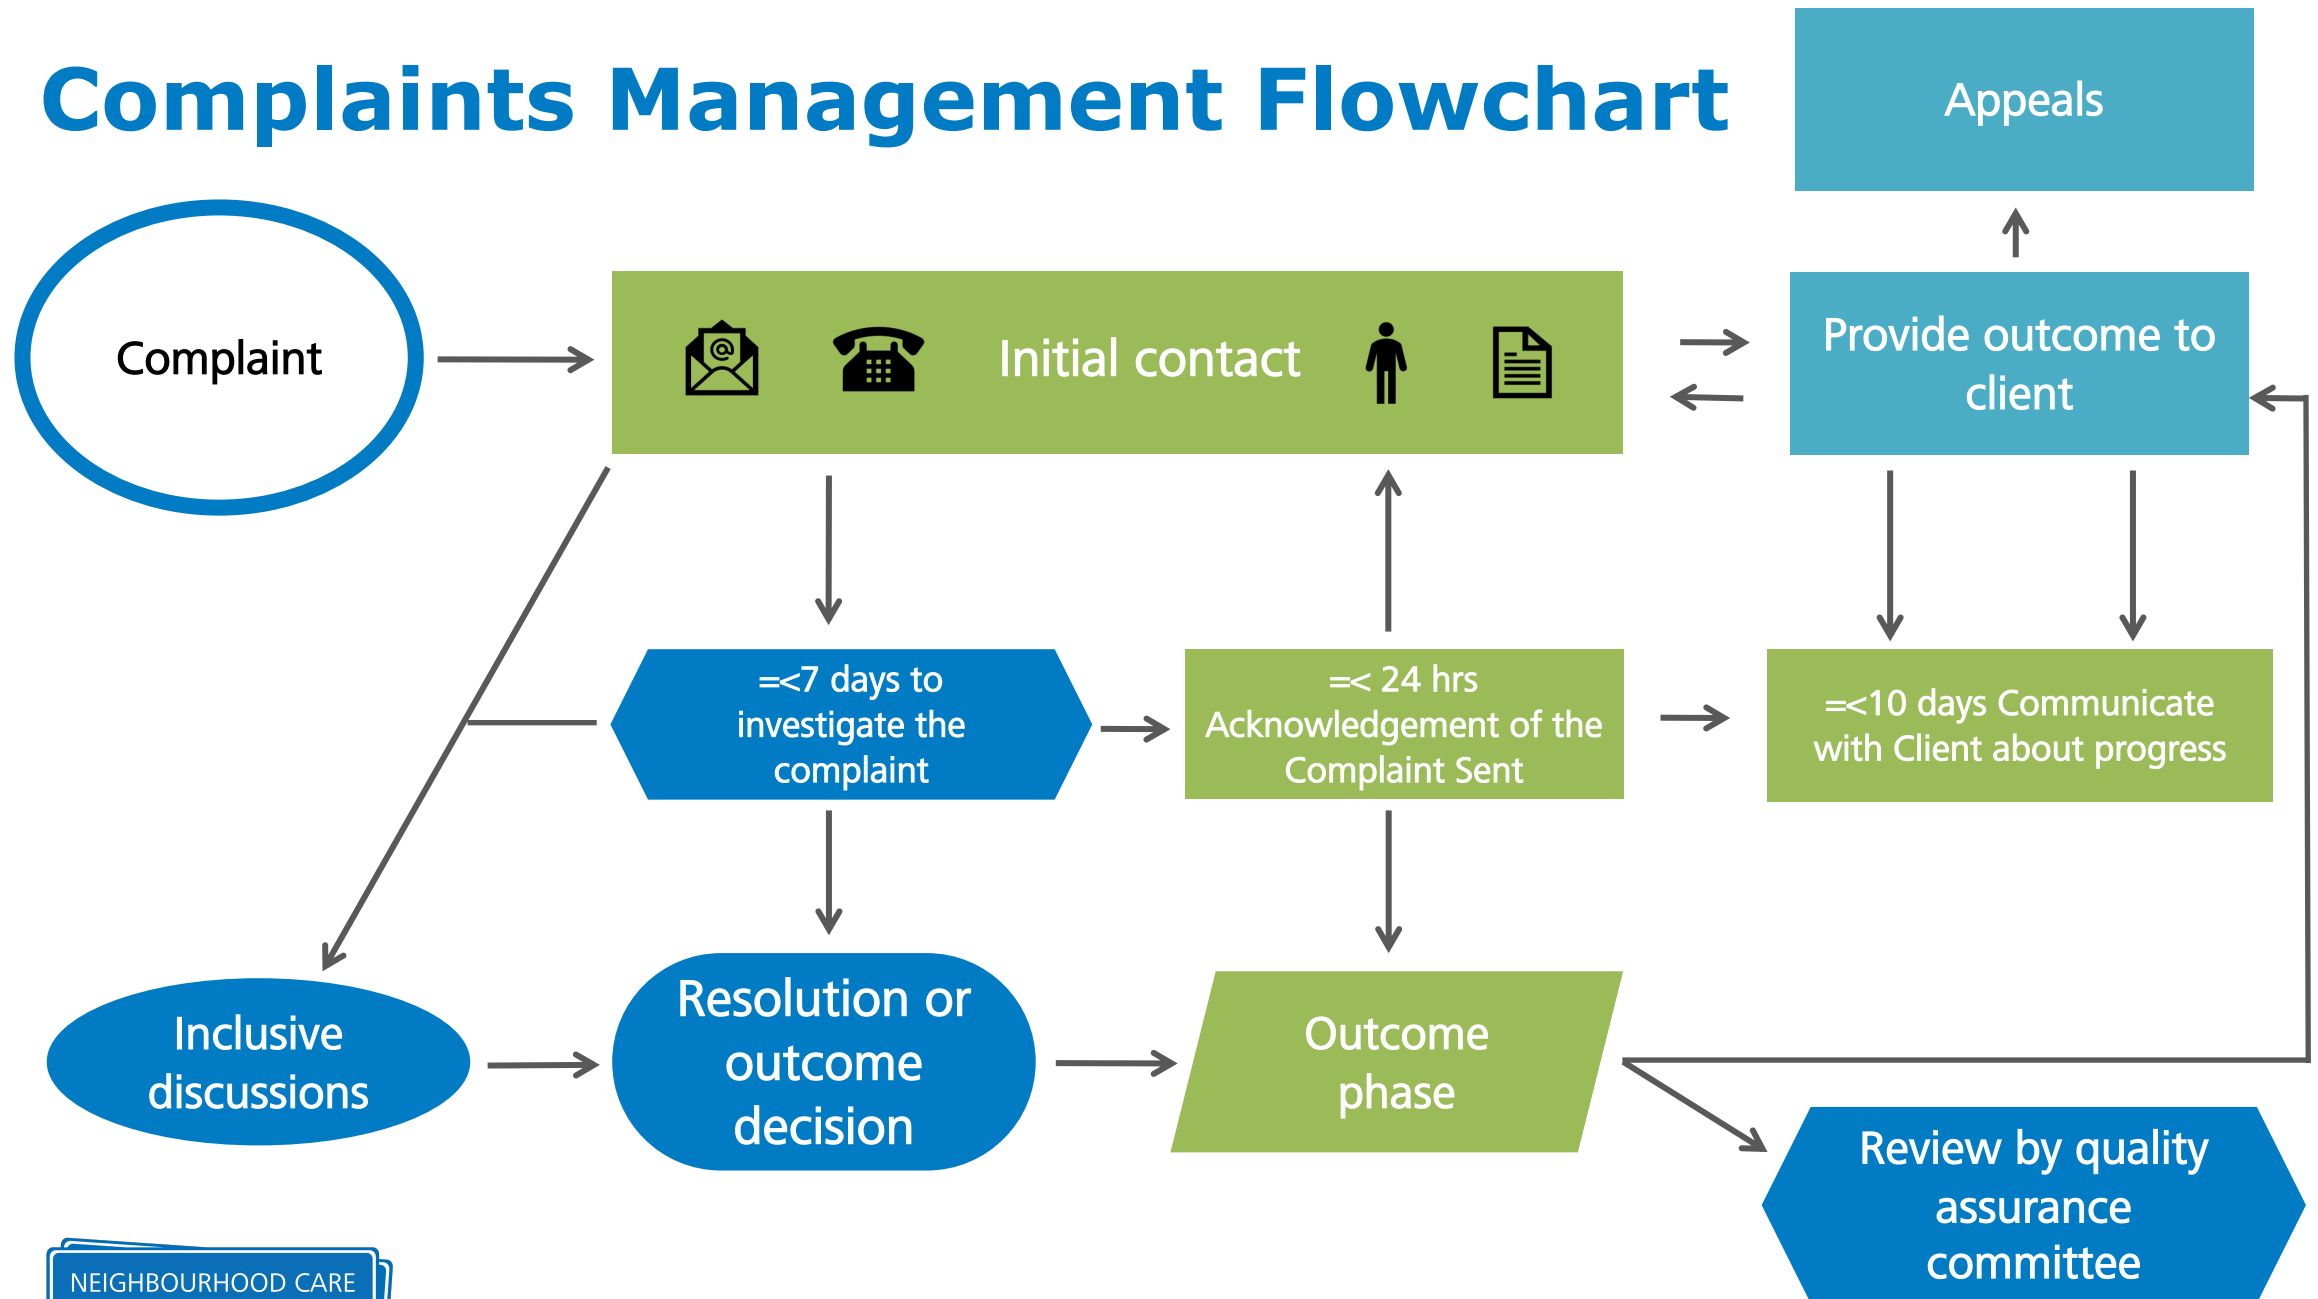 Complaints Management Flowchart
Appeals
Complaint
@
Initial contact
Provide outcome to
client
=<7 days to
investigate the
complaint
=< 24 hrs
Acknowledgement of the
Complaint Sent
=<10 days Communicate
with Client about progress
Inclusive
discussions
Resolution or
outcome
decision
Outcome
phase
Review by quality
assurance
committee
NEIGHBOURHOOD CARE